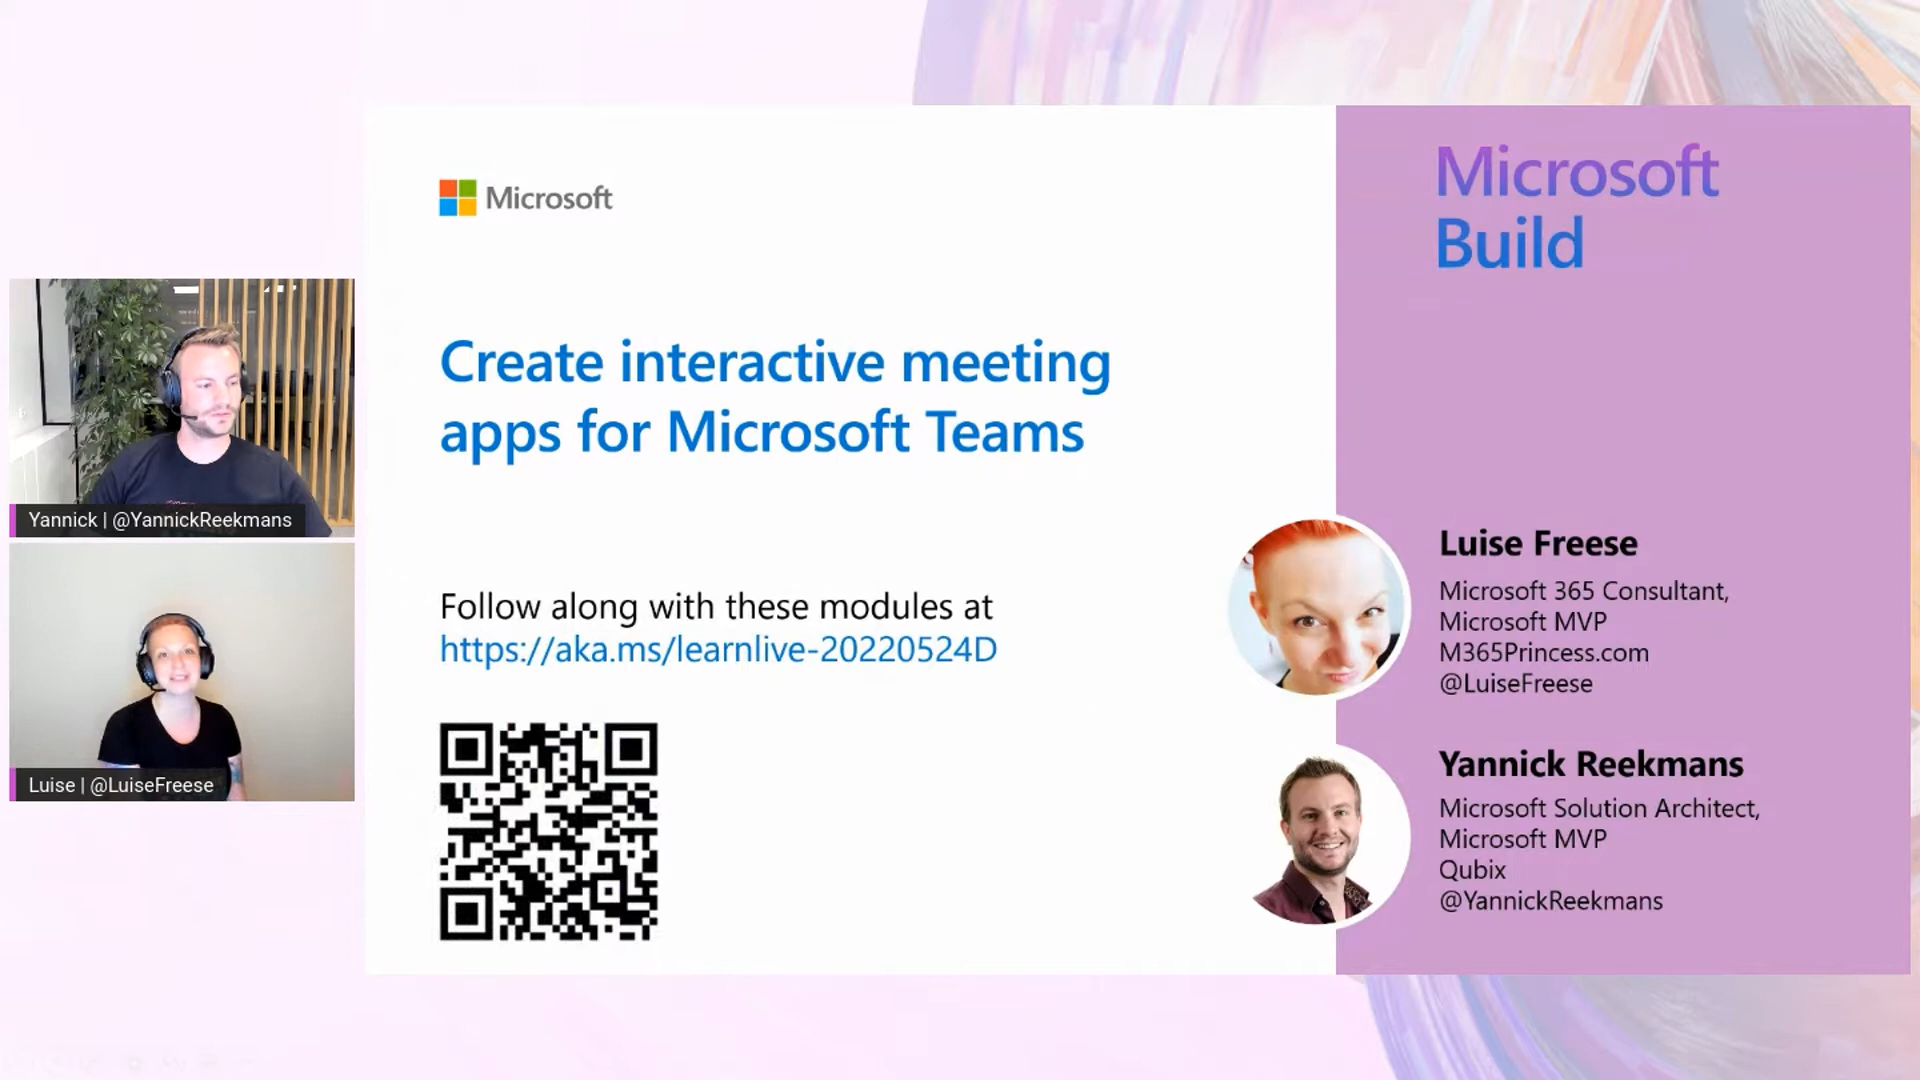 Microsoft
Create interactive meeting
apps for Microsoft Teams
Follow along with these modules at
https://aka.ms/learnlive-20220524D
Microsoft
Build
Luise Freese
Microsoft 365 Consultant,
Microsoft MVP
M365Princess.com
@LuiseFreese
Yannick Reekmans
Microsoft Solution Architect,
Microsoft MVP
Qubix
@YannickReekmans
Yannick | @YannickReekmans
Luise | @LuiseFreese